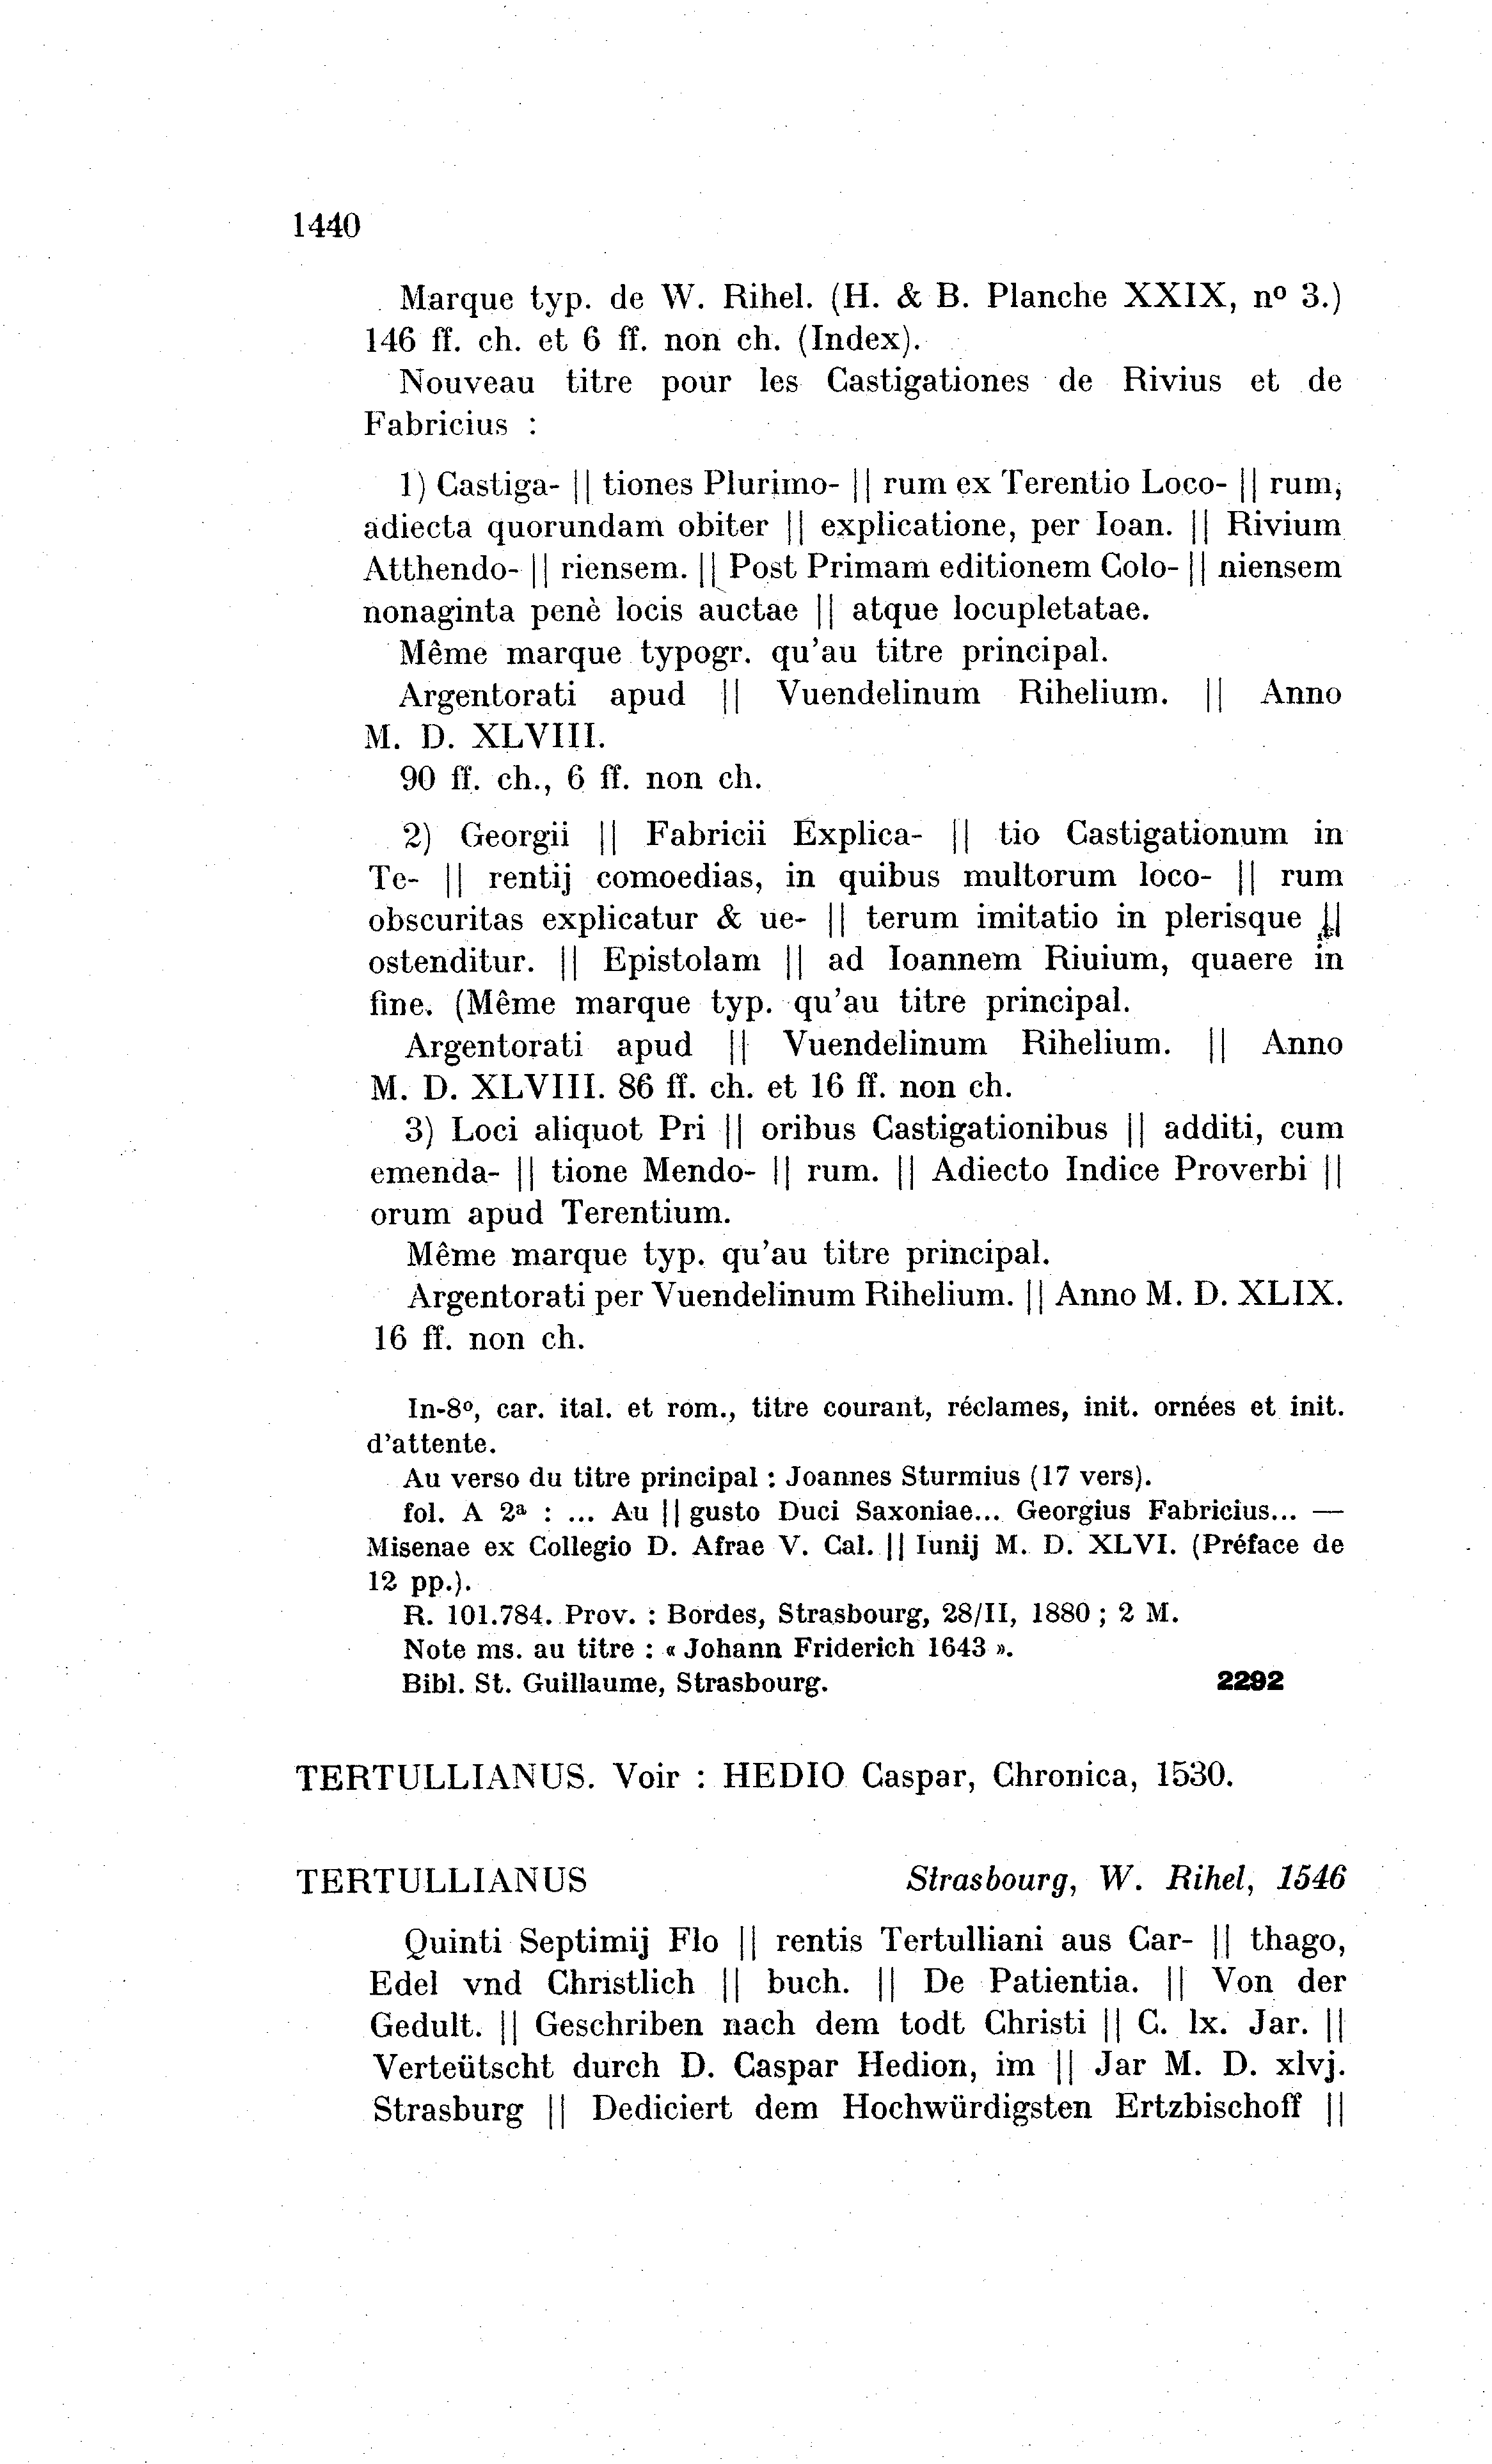 1440
Marque typ. de W. Rihel. (H. & B. Planche XXIX, nº 3.)
146 ff. ch. et 6 ff. non ch. (Index).
Nouveau titre pour les Castigationes de Rivius et de
Fabricius :
1) Castiga- || tiones Plurimo- || rum ex Terentio Loco- || rum,
adiecta quorundam obiter || explicatione, per Ioan. || Rivium
Atthendo- || riensem. || Post Primam editionem Colo- || niensem
nonaginta penè locis auctae || atque locupletatae.
Même marque typogr. qu'au titre principal.
Argentorati apud || Vuendelinum Rihelium. || Anno
M. D. XLVIII.
90 ff. ch., 6 ff. non ch.
2) Georgii || Fabricii Explica- || tio Castigationum in
Te- || rentij comoedias, in quibus multorum loco- || rum
obscuritas explicatur & ue- || terum imitatio in plerisque ||
ostenditur. || Epistolam || ad Ioannem Riuium, quaere in
fine. (Même marque typ. qu'au titre principal.
Argentorati apud || Vuendelinum Rihelium. || Anno
M. D. XLVIII. 86 ff. ch. et 16 ff. non ch.
3) Loci aliquot Pri || oribus Castigationibus || additi, cum
emenda- || tione Mendo- || rum. || Adiecto Indice Proverbi ||
orum apud Terentium.
Même marque typ. qu'au titre principal.
Argentorati per Vuendelinum Rihelium. || Anno M. D. XLIX.
16 ff. non ch.
In-8º, car. ital. et rom., titre courant, réclames, init. ornées et init.
d'attente.
Au verso du titre principal : Joannes Sturmius (17 vers).
fol. A 2ª : ... Au || gusto Duci Saxoniae... Georgius Fabricius... —
Misenae ex Collegio D. Afrae V. Cal. || Iunij M. D. XLVI. (Préface de
12 pp.).
R. 101.784. Prov. : Bordes, Strasbourg, 28/II, 1880 ; 2 M.
Note ms. au titre : « Johann Friderich 1643 ».
Bibl. St. Guillaume, Strasbourg. 2292
TERTULLIANUS. Voir : HEDIO Caspar, Chronica, 1530.
TERTULLIANUS Strasbourg, W. Rihel, 1546
Quinti Septimij Flo || rentis Tertulliani aus Car- || thago,
Edel vnd Christlich || buch. || De Patientia. || Von der
Gedult. || Geschriben nach dem todt Christi || C. lx. Jar. ||
Verteütscht durch D. Caspar Hedion, im || Jar M. D. xlvj.
Strasburg || Dediciert dem Hochwürdigsten Ertzbischoff ||